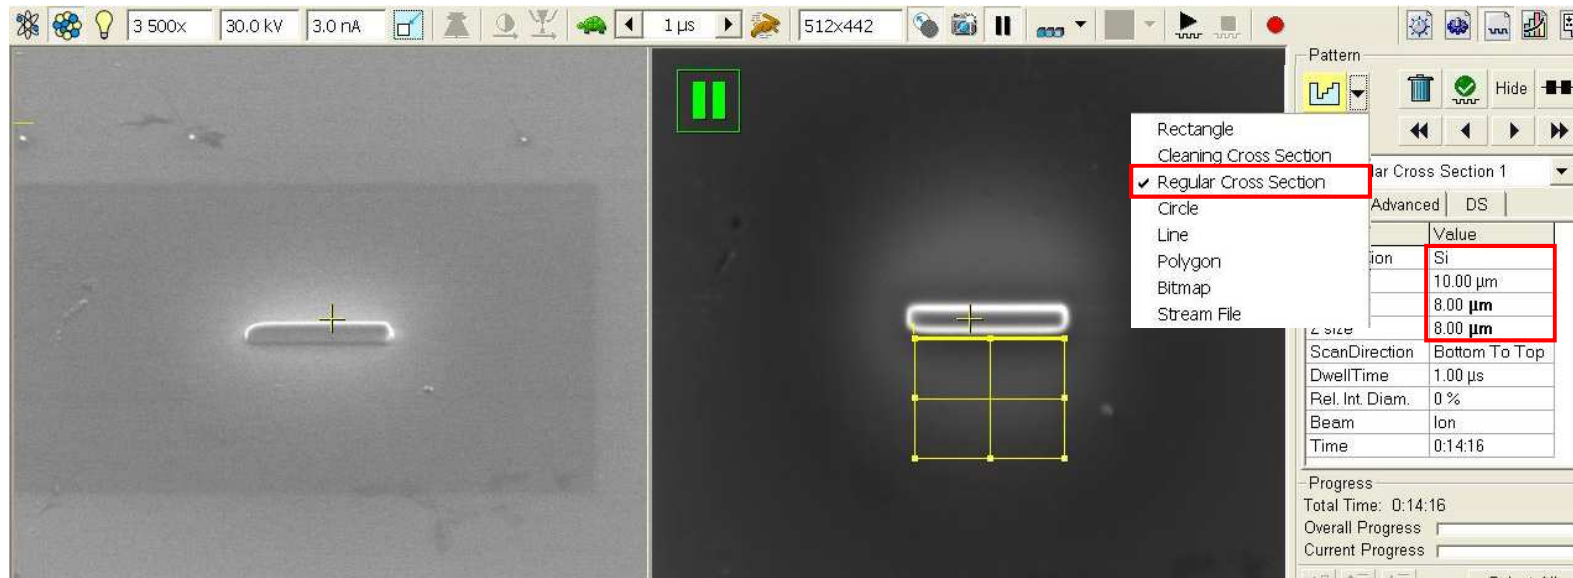 3 500x 30.0 kV 3.0 nA 1 µs 512x442
Pattern
Hide
Rectangle
Cleaning Cross Section
Regular Cross Section
Circle
Line
Polygon
Bitmap
Stream File
lar Cross Section 1
Advanced DS
Value
ion Si
10.00 µm
8.00 µm
Z size 8.00 µm
ScanDirection Bottom To Top
DwellTime 1.00 µs
Rel. Int. Diam. 0 %
Beam Ion
Time 0:14:16
Progress
Total Time: 0:14:16
Overall Progress
Current Progress